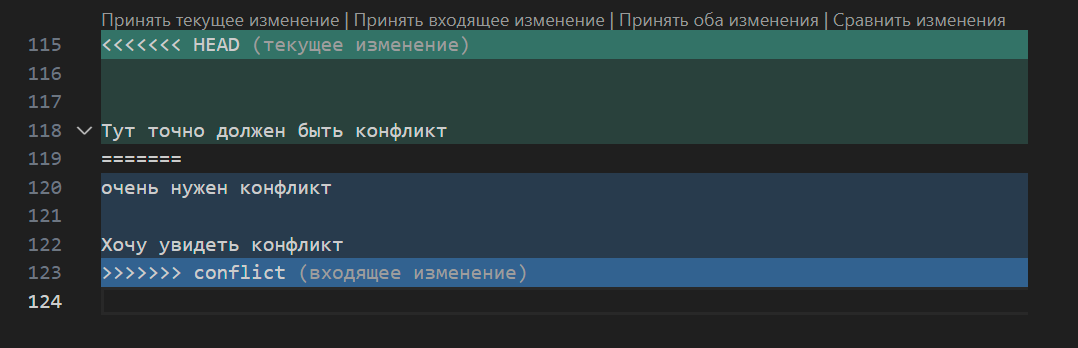 Принять текущее изменение | Принять входящее изменение | Принять оба изменения | Сравнить изменения
115 <<<<<<< HEAD (текущее изменение)
116
117
118 Тут точно должен быть конфликт
119 =======
120 очень нужен конфликт
121
122 Хочу увидеть конфликт
123 >>>>>>> conflict (входящее изменение)
124